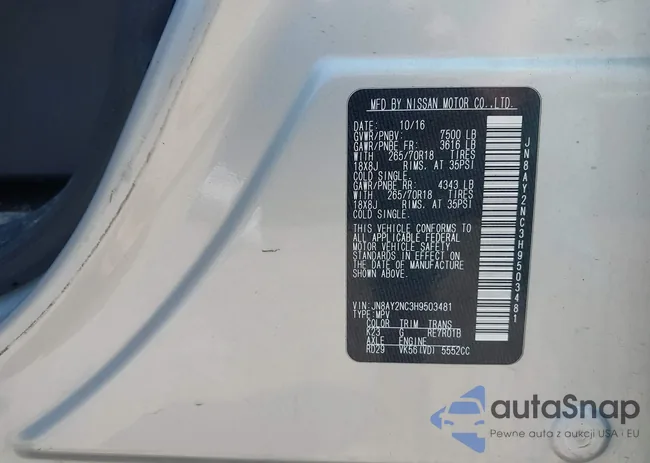 MFD BY NISSAN MOTOR CO.,LTD.
DATE: 10/16
GVWR/PNBV: 7500 LB
GAWR/PNBE FR: 3616 LB
WITH 265/70R18 TIRES
18X8J RIMS. AT 35PSI
COLD SINGLE.
GAWR/PNBE RR: 4343 LB
WITH 265/70R18 TIRES
18X8J RIMS. AT 35PSI
COLD SINGLE.
THIS VEHICLE CONFORMS TO
ALL APPLICABLE FEDERAL
MOTOR VEHICLE SAFETY
STANDARDS IN EFFECT ON
THE DATE OF MANUFACTURE
SHOWN ABOVE.
VIN: JN8AY2NC3H9503481
TYPE: MPV
COLOR TRIM TRANS
K23 G RE7R01B
AXLE ENGINE
RD29 VK56(VD) 5552CC
JN8AY2NC3H9503481
autaSnap
Pewne auta z aukcji USA i EU